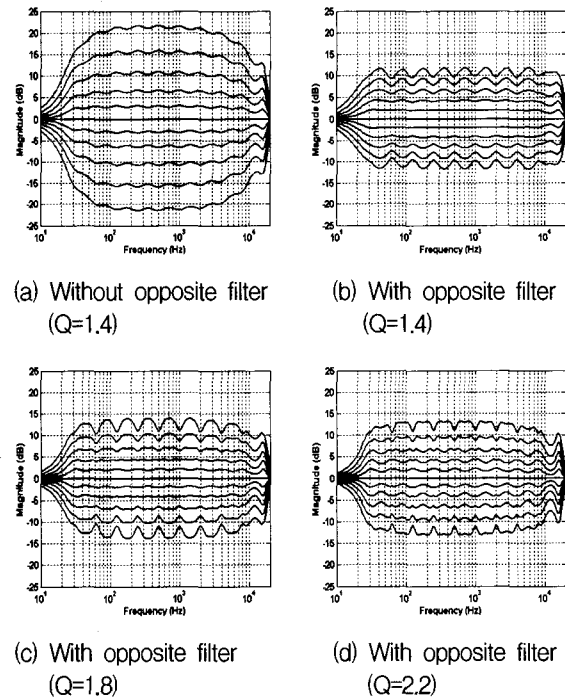 25
20
15
10
5
0
-5
-10
-15
-20
-25
Magnitude (dB)
10¹ 10² 10³ 10⁴
Frequency (Hz)
(a) Without opposite filter
(Q=1.4)
25
20
15
10
5
0
-5
-10
-15
-20
-25
Magnitude (dB)
10¹ 10² 10³ 10⁴
Frequency (Hz)
(b) With opposite filter
(Q=1.4)
25
20
15
10
5
0
-5
-10
-15
-20
-25
Magnitude (dB)
10¹ 10² 10³ 10⁴
Frequency (Hz)
(c) With opposite filter
(Q=1.8)
25
20
15
10
5
0
-5
-10
-15
-20
-25
Magnitude (dB)
10¹ 10² 10³ 10⁴
Frequency (Hz)
(d) With opposite filter
(Q=2.2)